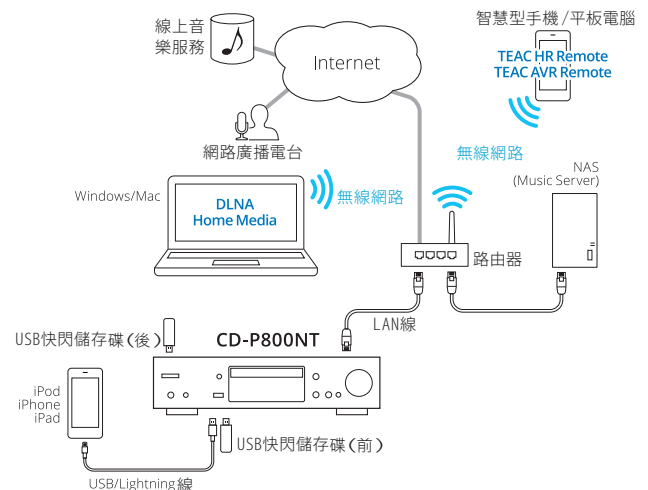 線上音
樂服務
Internet
智慧型手機/平板電腦
TEAC HR Remote
TEAC AVR Remote
網路廣播電台
無線網路
NAS
(Music Server)
Windows/Mac
DLNA
Home Media
無線網路
路由器
LAN線
USB快閃儲存碟(後)
CD-P800NT
iPod
iPhone
iPad
USB快閃儲存碟(前)
USB/Lightning線